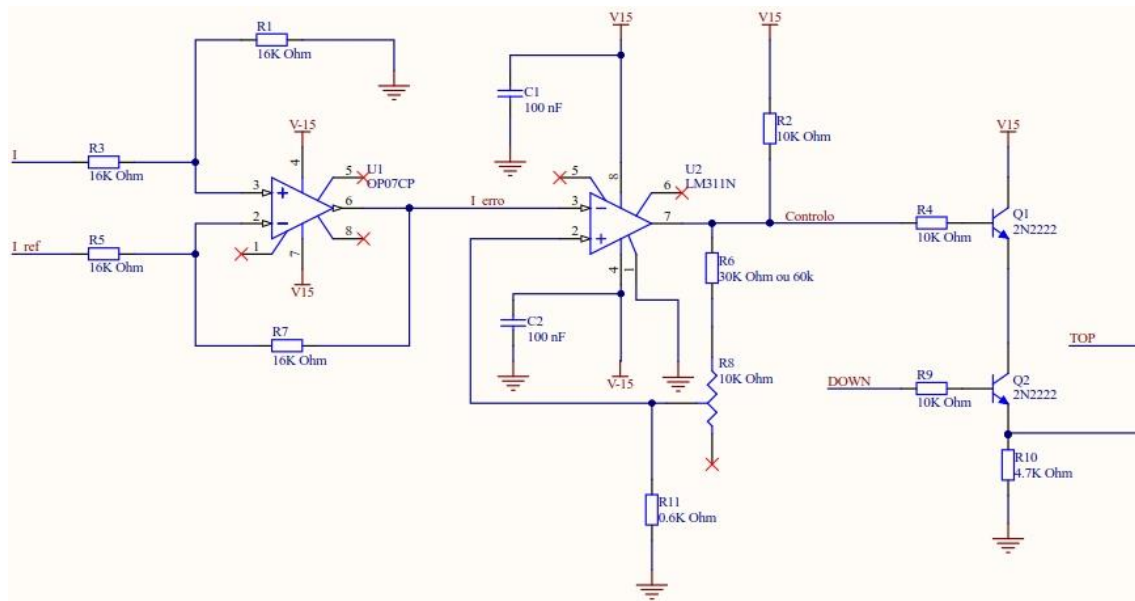 R1
16K Ohm
V15
V15
C1
100 nF
R2
10K Ohm
V-15
V15
I
R3
16K Ohm
4
5
U1
OP07CP
3
6
2
1
8
7
V15
I_ref
R5
16K Ohm
R7
16K Ohm
I_erro
5
8
6
U2
LM311N
3
7
2
4
1
Controlo
R4
10K Ohm
Q1
2N2222
R6
30K Ohm ou 60k
C2
100 nF
V-15
R8
10K Ohm
DOWN
R9
10K Ohm
Q2
2N2222
TOP
R10
4.7K Ohm
R11
0.6K Ohm